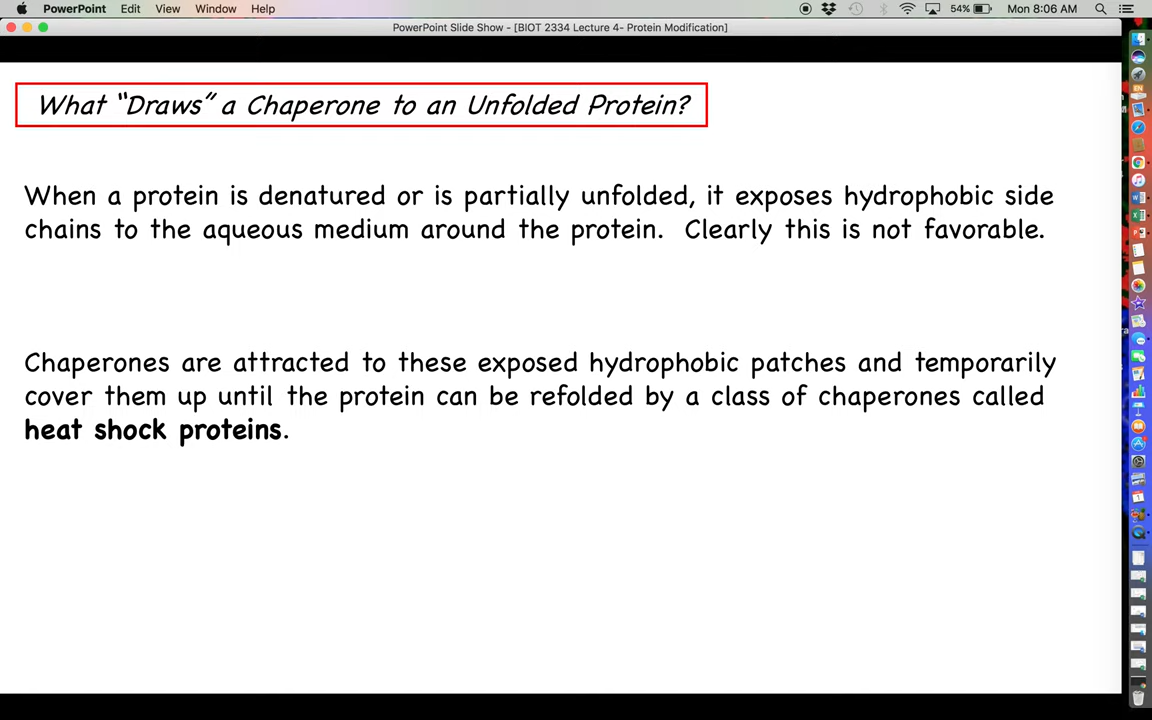 PowerPoint Edit View Window Help 54% Mon 8:06 AM
PowerPoint Slide Show - [BIOT 2334 Lecture 4- Protein Modification]
What “Draws” a Chaperone to an Unfolded Protein?
When a protein is denatured or is partially unfolded, it exposes hydrophobic side
chains to the aqueous medium around the protein. Clearly this is not favorable.
Chaperones are attracted to these exposed hydrophobic patches and temporarily
cover them up until the protein can be refolded by a class of chaperones called
heat shock proteins.